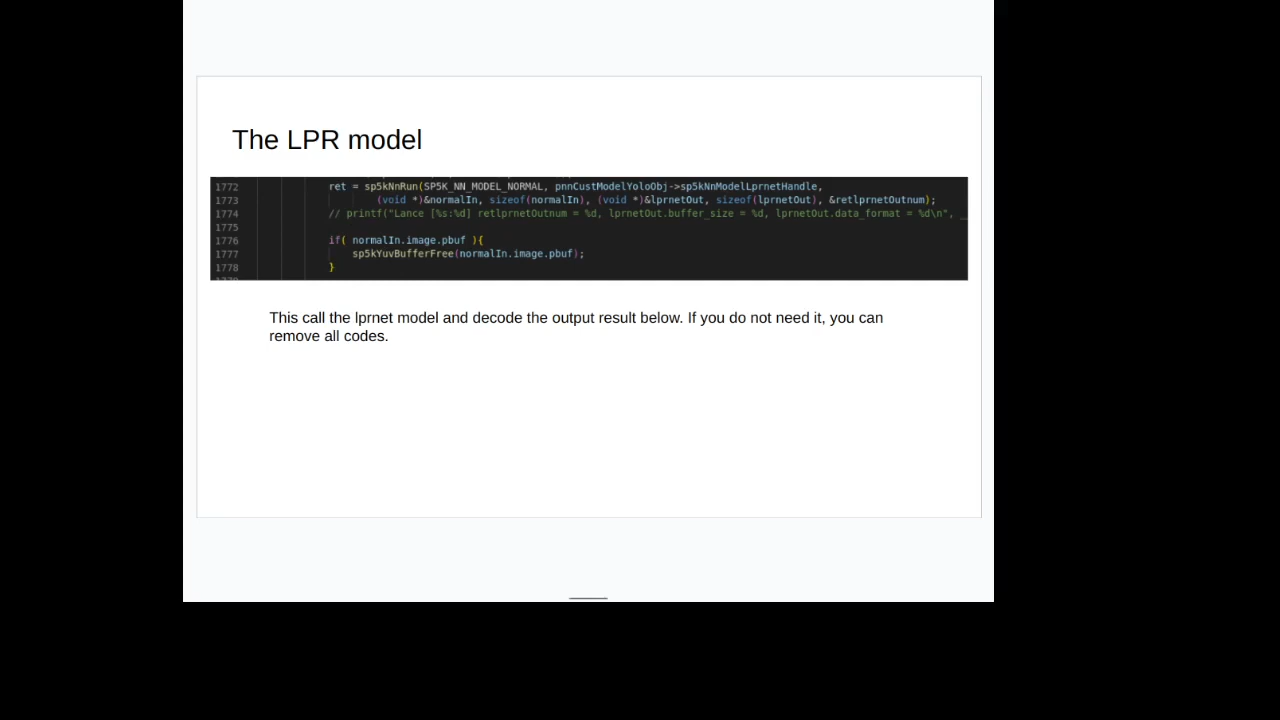 The LPR model
1772 ret = sp5kNnRun(SP5K_NN_MODEL_NORMAL, pnnCustModelYoloObj->sp5kNnModelLprnetHandle,
1773 (void *)&normalIn, sizeof(normalIn), (void *)&lprnetOut, sizeof(lprnetOut), &retlprnetOutnum);
1774 // printf("Lance [%s:%d] retlprnetOutnum = %d, lprnetOut.buffer_size = %d, lprnetOut.data_format = %d\n",
1775
1776 if( normalIn.image.pbuf ){
1777 sp5kYuvBufferFree(normalIn.image.pbuf);
1778 }
This call the lprnet model and decode the output result below. If you do not need it, you can
remove all codes.